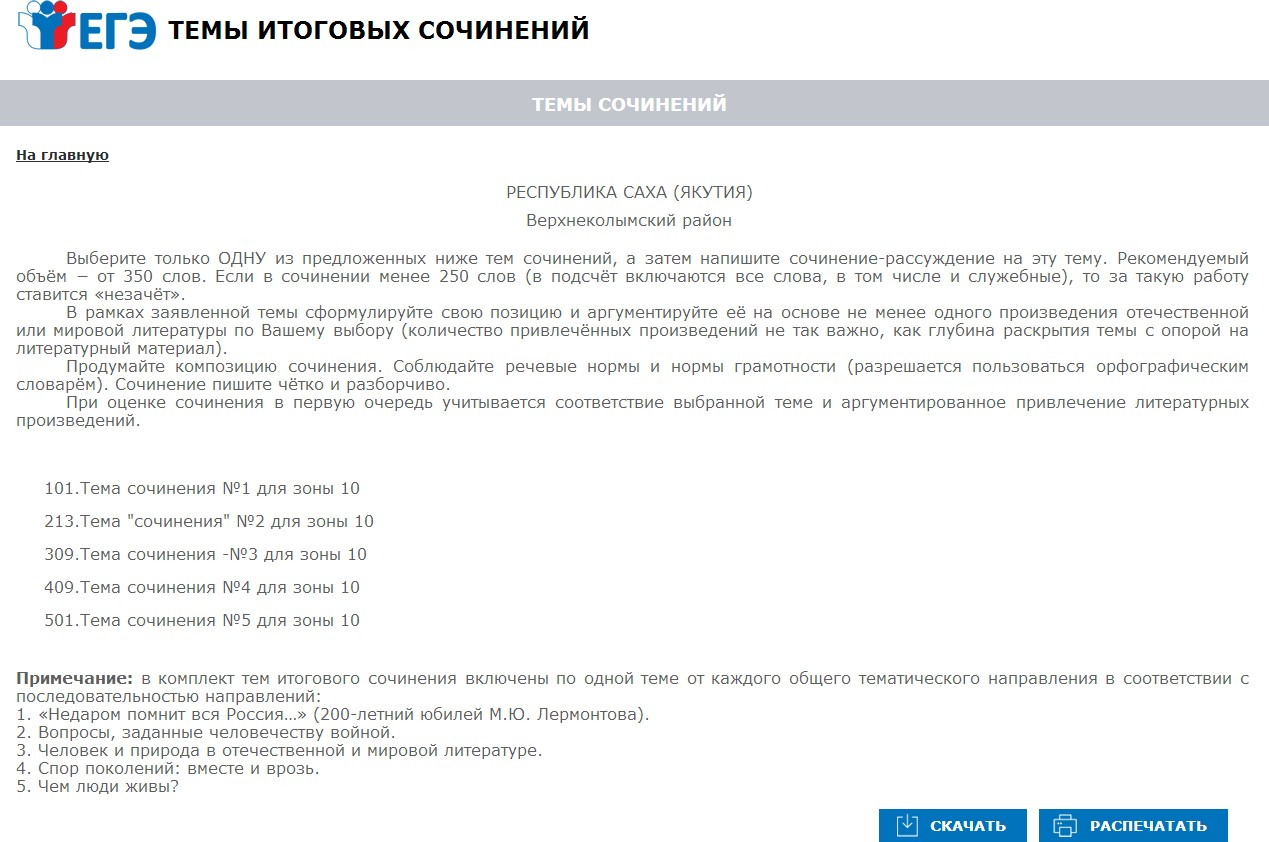 ЕГЭ ТЕМЫ ИТОГОВЫХ СОЧИНЕНИЙ
ТЕМЫ СОЧИНЕНИЙ
На главную
РЕСПУБЛИКА САХА (ЯКУТИЯ)
Верхнеколымский район
Выберите только ОДНУ из предложенных ниже тем сочинений, а затем напишите сочинение-рассуждение на эту тему. Рекомендуемый
объём − от 350 слов. Если в сочинении менее 250 слов (в подсчёт включаются все слова, в том числе и служебные), то за такую работу
ставится «незачёт».
В рамках заявленной темы сформулируйте свою позицию и аргументируйте её на основе не менее одного произведения отечественной
или мировой литературы по Вашему выбору (количество привлечённых произведений не так важно, как глубина раскрытия темы с опорой на
литературный материал).
Продумайте композицию сочинения. Соблюдайте речевые нормы и нормы грамотности (разрешается пользоваться орфографическим
словарём). Сочинение пишите чётко и разборчиво.
При оценке сочинения в первую очередь учитывается соответствие выбранной теме и аргументированное привлечение литературных
произведений.
101.Тема сочинения №1 для зоны 10
213.Тема "сочинения" №2 для зоны 10
309.Тема сочинения -№3 для зоны 10
409.Тема сочинения №4 для зоны 10
501.Тема сочинения №5 для зоны 10
Примечание: в комплект тем итогового сочинения включены по одной теме от каждого общего тематического направления в соответствии с
последовательностью направлений:
1. «Недаром помнит вся Россия…» (200-летний юбилей М.Ю. Лермонтова).
2. Вопросы, заданные человечеству войной.
3. Человек и природа в отечественной и мировой литературе.
4. Спор поколений: вместе и врозь.
5. Чем люди живы?
СКАЧАТЬ РАСПЕЧАТАТЬ